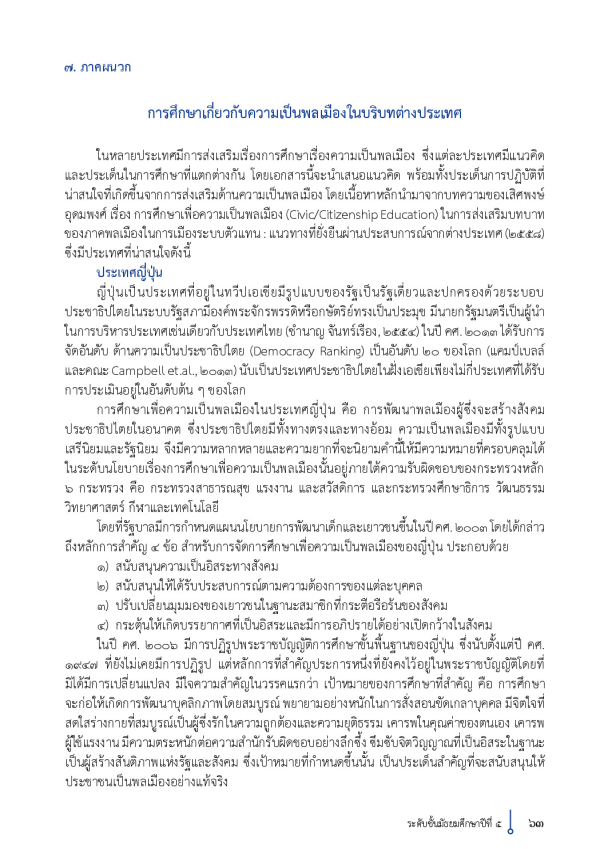 ๗. ภาคผนวก
การศึกษาเกี่ยวกับความเป็นพลเมืองในบริบทต่างประเทศ
ในหลายประเทศมีการส่งเสริมเรื่องการศึกษาเรื่องความเป็นพลเมือง ซึ่งแต่ละประเทศมีแนวคิด
และประเด็นในการศึกษาที่แตกต่างกัน โดยเอกสารนี้จะนำเสนอแนวคิด พร้อมทั้งประเด็นการปฏิบัติที่
น่าสนใจที่เกิดขึ้นจากการส่งเสริมด้านความเป็นพลเมือง โดยเนื้อหาหลักนำมาจากบทความของเลิศพงษ์
อุดมพงศ์ เรื่อง การศึกษาเพื่อความเป็นพลเมือง (Civic/Citizenship Education) ในการส่งเสริมบทบาท
ของภาคพลเมืองในการเมืองระบบตัวแทน : แนวทางที่ยั่งยืนผ่านประสบการณ์จากต่างประเทศ (๒๕๕๘)
ซึ่งมีประเทศที่น่าสนใจดังนี้
ประเทศญี่ปุ่น
ญี่ปุ่นเป็นประเทศที่อยู่ในทวีปเอเชียมีรูปแบบของรัฐเป็นรัฐเดี่ยวและปกครองด้วยระบอบ
ประชาธิปไตยในระบบรัฐสภามีองค์พระจักรพรรดิหรือกษัตริย์ทรงเป็นประมุข มีนายกรัฐมนตรีเป็นผู้นำ
ในการบริหารประเทศเช่นเดียวกับประเทศไทย (ชำนาญ จันทร์เรือง, ๒๕๕๔) ในปี คศ. ๒๐๑๓ ได้รับการ
จัดอันดับ ด้านความเป็นประชาธิปไตย (Democracy Ranking) เป็นอันดับ ๒๐ ของโลก (แคมป์เบลล์
และคณะ Campbell et.al., ๒๐๑๓) นับเป็นประเทศประชาธิปไตยในฝั่งเอเชียเพียงไม่กี่ประเทศที่ได้รับ
การประเมินอยู่ในอันดับต้น ๆ ของโลก
การศึกษาเพื่อความเป็นพลเมืองในประเทศญี่ปุ่น คือ การพัฒนาพลเมืองผู้ซึ่งจะสร้างสังคม
ประชาธิปไตยในอนาคต ซึ่งประชาธิปไตยมีทั้งทางตรงและทางอ้อม ความเป็นพลเมืองมีทั้งรูปแบบ
เสรีนิยมและรัฐนิยม จึงมีความหลากหลายและความยากที่จะนิยามคำนี้ให้มีความหมายที่ครอบคลุมได้
ในระดับนโยบายเรื่องการศึกษาเพื่อความเป็นพลเมืองนั้นอยู่ภายใต้ความรับผิดชอบของกระทรวงหลัก
๖ กระทรวง คือ กระทรวงสาธารณสุข แรงงาน และสวัสดิการ และกระทรวงศึกษาธิการ วัฒนธรรม
วิทยาศาสตร์ กีฬาและเทคโนโลยี
โดยที่รัฐบาลมีการกำหนดแผนนโยบายการพัฒนาเด็กและเยาวชนขึ้นในปี คศ. ๒๐๐๓ โดยได้กล่าว
ถึงหลักการสำคัญ ๔ ข้อ สำหรับการจัดการศึกษาเพื่อความเป็นพลเมืองของญี่ปุ่น ประกอบด้วย
๑) สนับสนุนความเป็นอิสระทางสังคม
๒) สนับสนุนให้ได้รับประสบการณ์ตามความต้องการของแต่ละบุคคล
๓) ปรับเปลี่ยนมุมมองของเยาวชนในฐานะสมาชิกที่กระตือรือร้นของสังคม
๔) กระตุ้นให้เกิดบรรยากาศที่เป็นอิสระและมีการอภิปรายได้อย่างเปิดกว้างในสังคม
ในปี คศ. ๒๐๐๖ มีการปฏิรูปพระราชบัญญัติการศึกษาขั้นพื้นฐานของญี่ปุ่น ซึ่งนับตั้งแต่ปี คศ.
๑๙๔๗ ที่ยังไม่เคยมีการปฏิรูป แต่หลักการที่สำคัญประการหนึ่งที่ยังคงไว้อยู่ในพระราชบัญญัติโดยที่
มิได้มีการเปลี่ยนแปลง มีใจความสำคัญในวรรคแรกว่า เป้าหมายของการศึกษาที่สำคัญ คือ การศึกษา
จะก่อให้เกิดการพัฒนาบุคลิกภาพโดยสมบูรณ์ พยายามอย่างหนักในการสั่งสอนขัดเกลาบุคคล มีจิตใจที่
สดใสร่างกายที่สมบูรณ์เป็นผู้ซึ่งรักในความถูกต้องและความยุติธรรม เคารพในคุณค่าของตนเอง เคารพ
ผู้ใช้แรงงาน มีความตระหนักต่อความสำนึกรับผิดชอบอย่างลึกซึ้ง ซึมซับจิตวิญญาณที่เป็นอิสระในฐานะ
เป็นผู้สร้างสันติภาพแห่งรัฐและสังคม ซึ่งเป้าหมายที่กำหนดขึ้นนั้น เป็นประเด็นสำคัญที่จะสนับสนุนให้
ประชาชนเป็นพลเมืองอย่างแท้จริง
ระดับชั้นมัธยมศึกษาปีที่ ๕ ๖๓